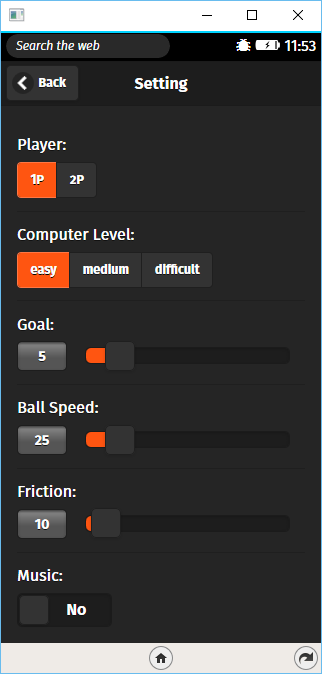 Search the web
11:53
Back
Setting
Player:
1P 2P
Computer Level:
easy medium difficult
Goal:
5
Ball Speed:
25
Friction:
10
Music:
No